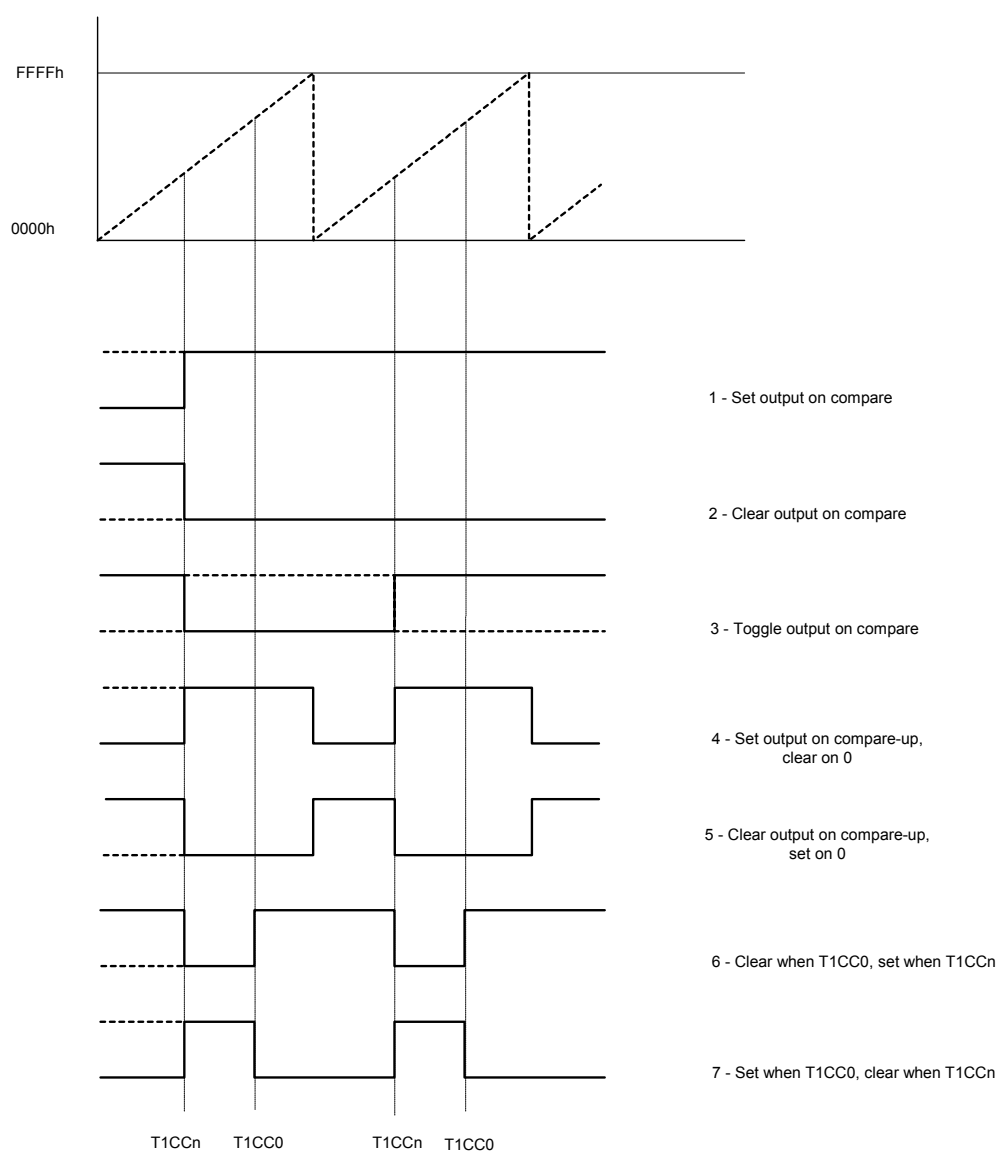 FFFFh
0000h
1 - Set output on compare
2 - Clear output on compare
3 - Toggle output on compare
4 - Set output on compare-up,
clear on 0
5 - Clear output on compare-up,
set on 0
6 - Clear when T1CC0, set when T1CCn
7 - Set when T1CC0, clear when T1CCn
T1CCn T1CC0 T1CCn T1CC0